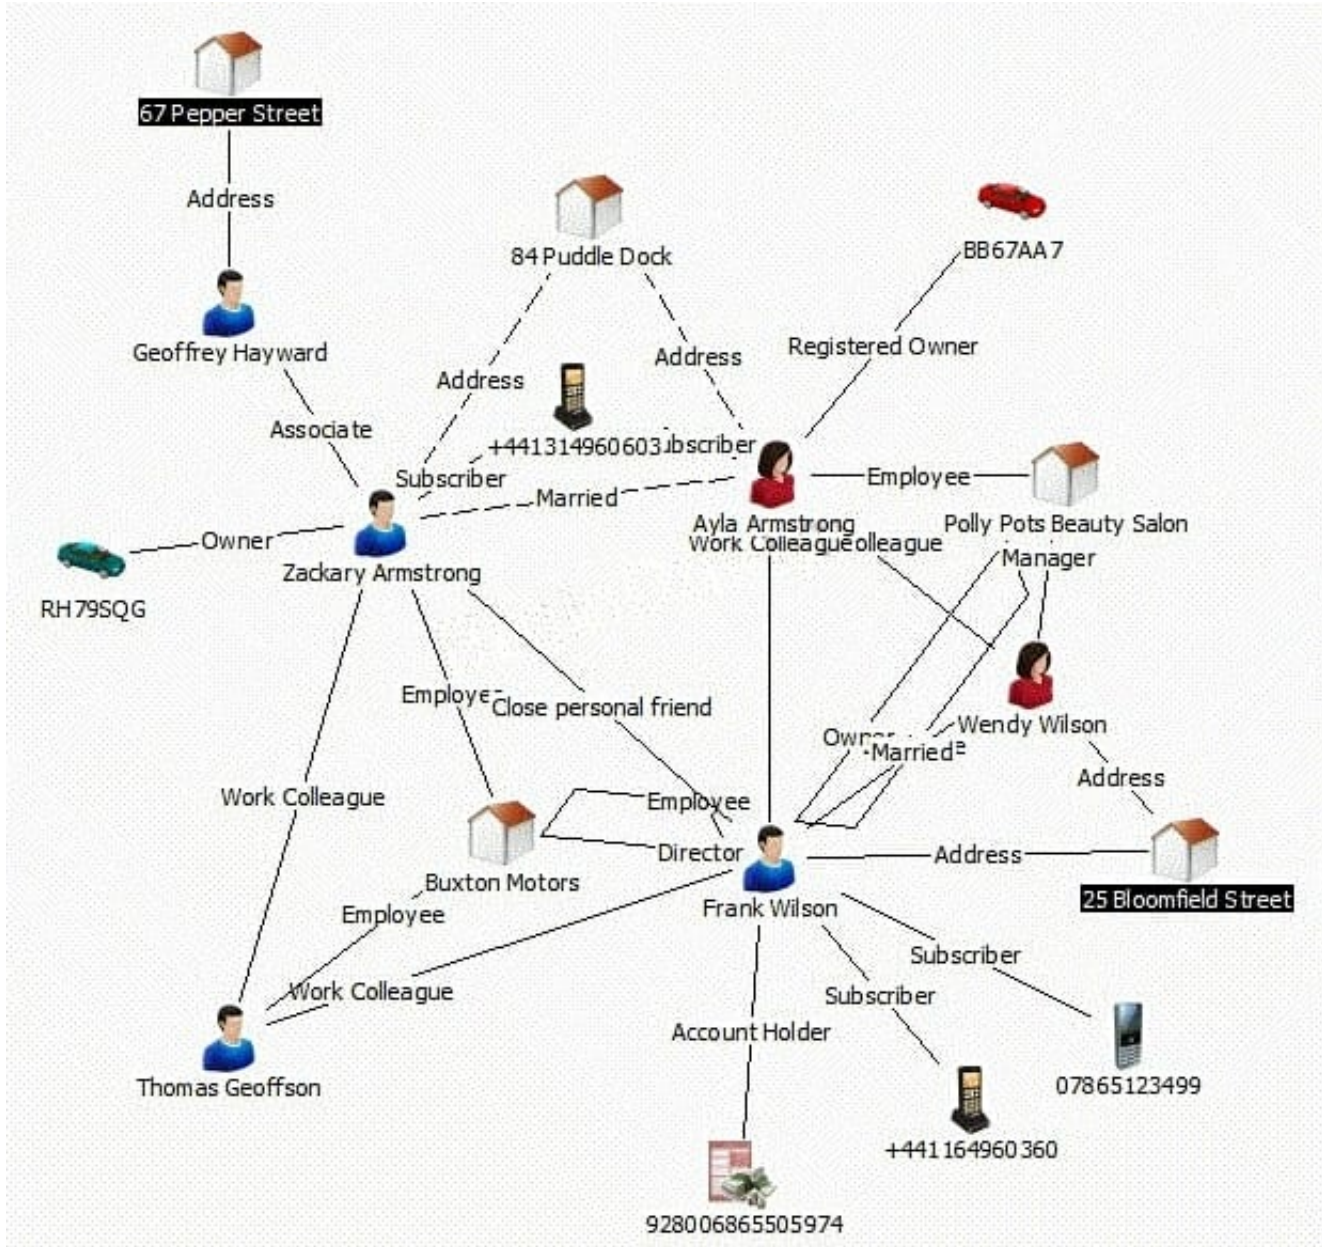 67 Pepper Street
Address
84 Puddle Dock
BB67AA7
Geoffrey Hayward
Registered Owner
Address
Address
Associate
+441314960603
Subscriber
Employee
Married
Owner
Ayla Armstrong
Polly Pots Beauty Salon
Work Colleague
Manager
Zackary Armstrong
RH79SQG
Close personal friend
Wendy Wilson
Married
Address
Work Colleague
Employee
Director
Address
Buxton Motors
25 Bloomfield Street
Frank Wilson
Employee
Subscriber
Work Colleague
Subscriber
Account Holder
Thomas Geoffson
07865123499
+441164960360
928006865505974